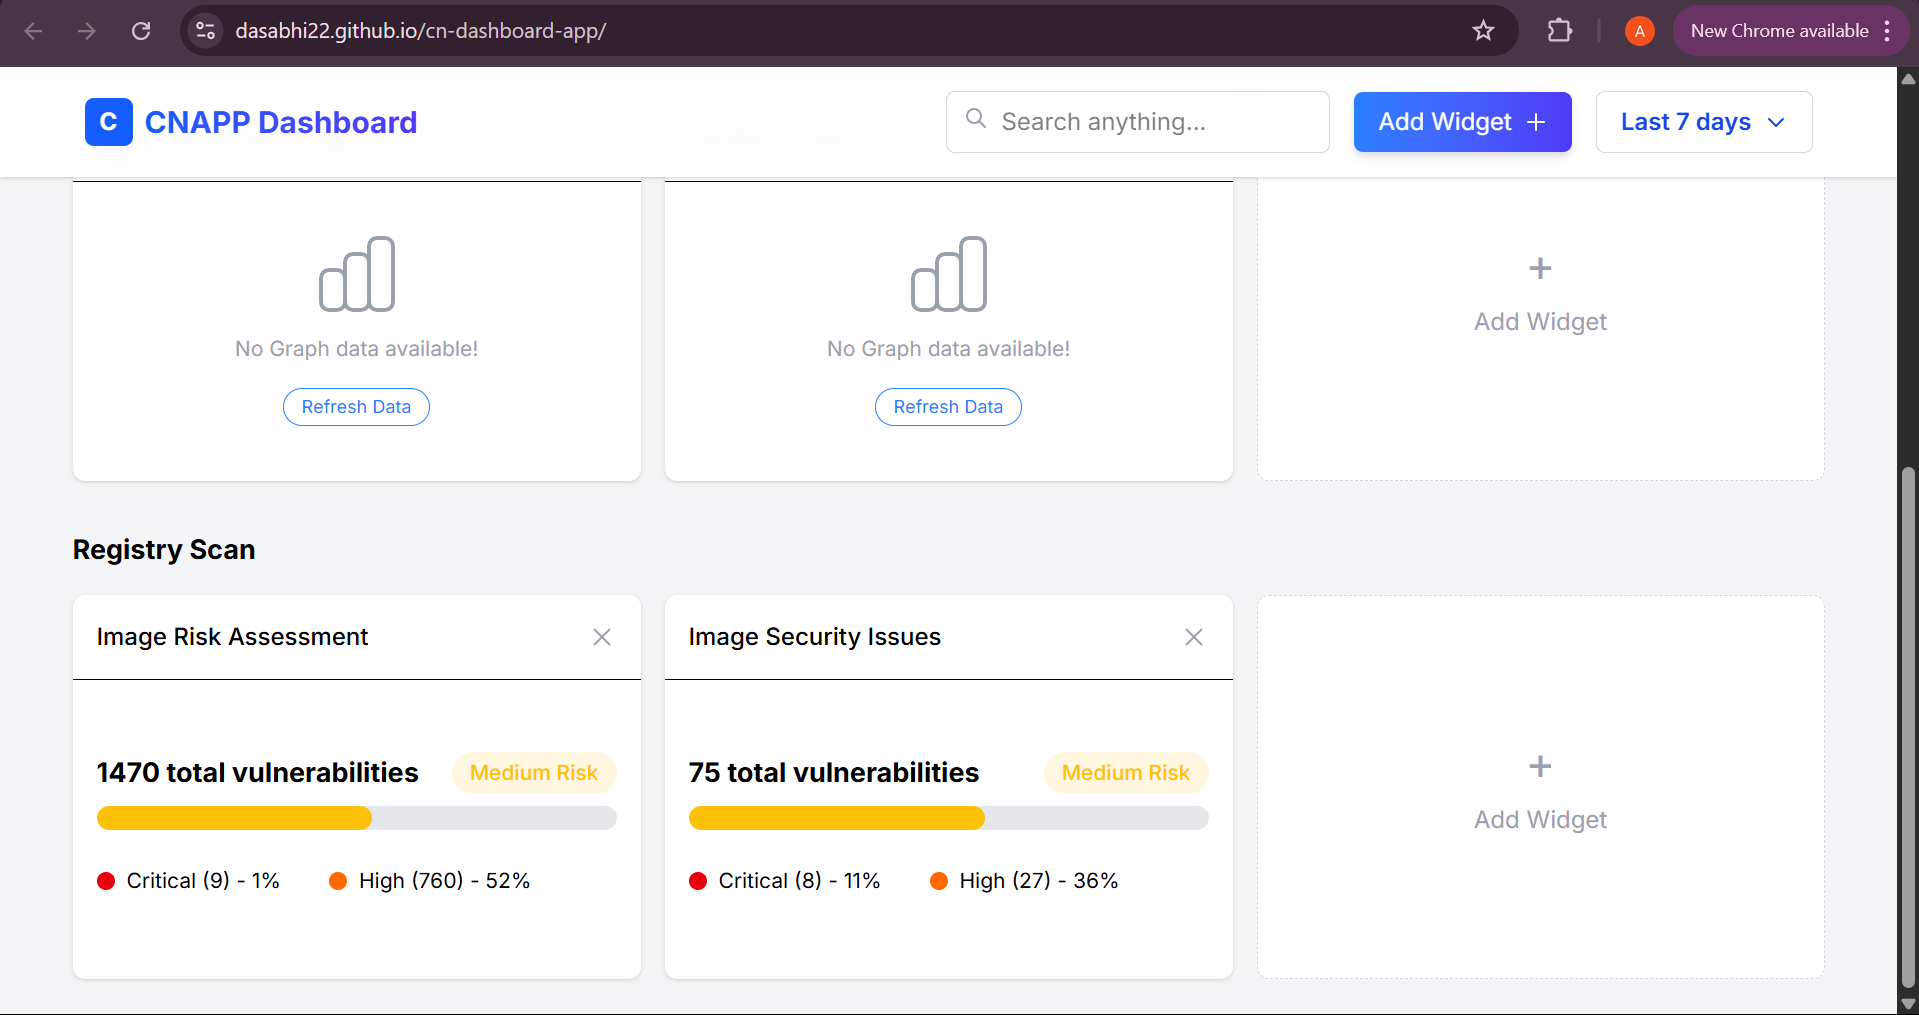 dasabhi22.github.io/cn-dashboard-app/
A
New Chrome available
C
CNAPP Dashboard
Search anything...
Add Widget +
Last 7 days
No Graph data available!
Refresh Data
No Graph data available!
Refresh Data
+
Add Widget
Registry Scan
Image Risk Assessment
1470 total vulnerabilities
Medium Risk
Critical (9) - 1%
High (760) - 52%
Image Security Issues
75 total vulnerabilities
Medium Risk
Critical (8) - 11%
High (27) - 36%
+
Add Widget